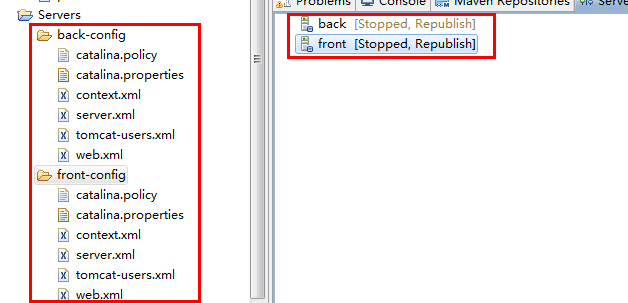 Servers
back-config
catalina.policy
catalina.properties
context.xml
server.xml
tomcat-users.xml
web.xml
front-config
catalina.policy
catalina.properties
context.xml
server.xml
tomcat-users.xml
web.xml
Problems Console Maven Repositories
back [Stopped, Republish]
front [Stopped, Republish]